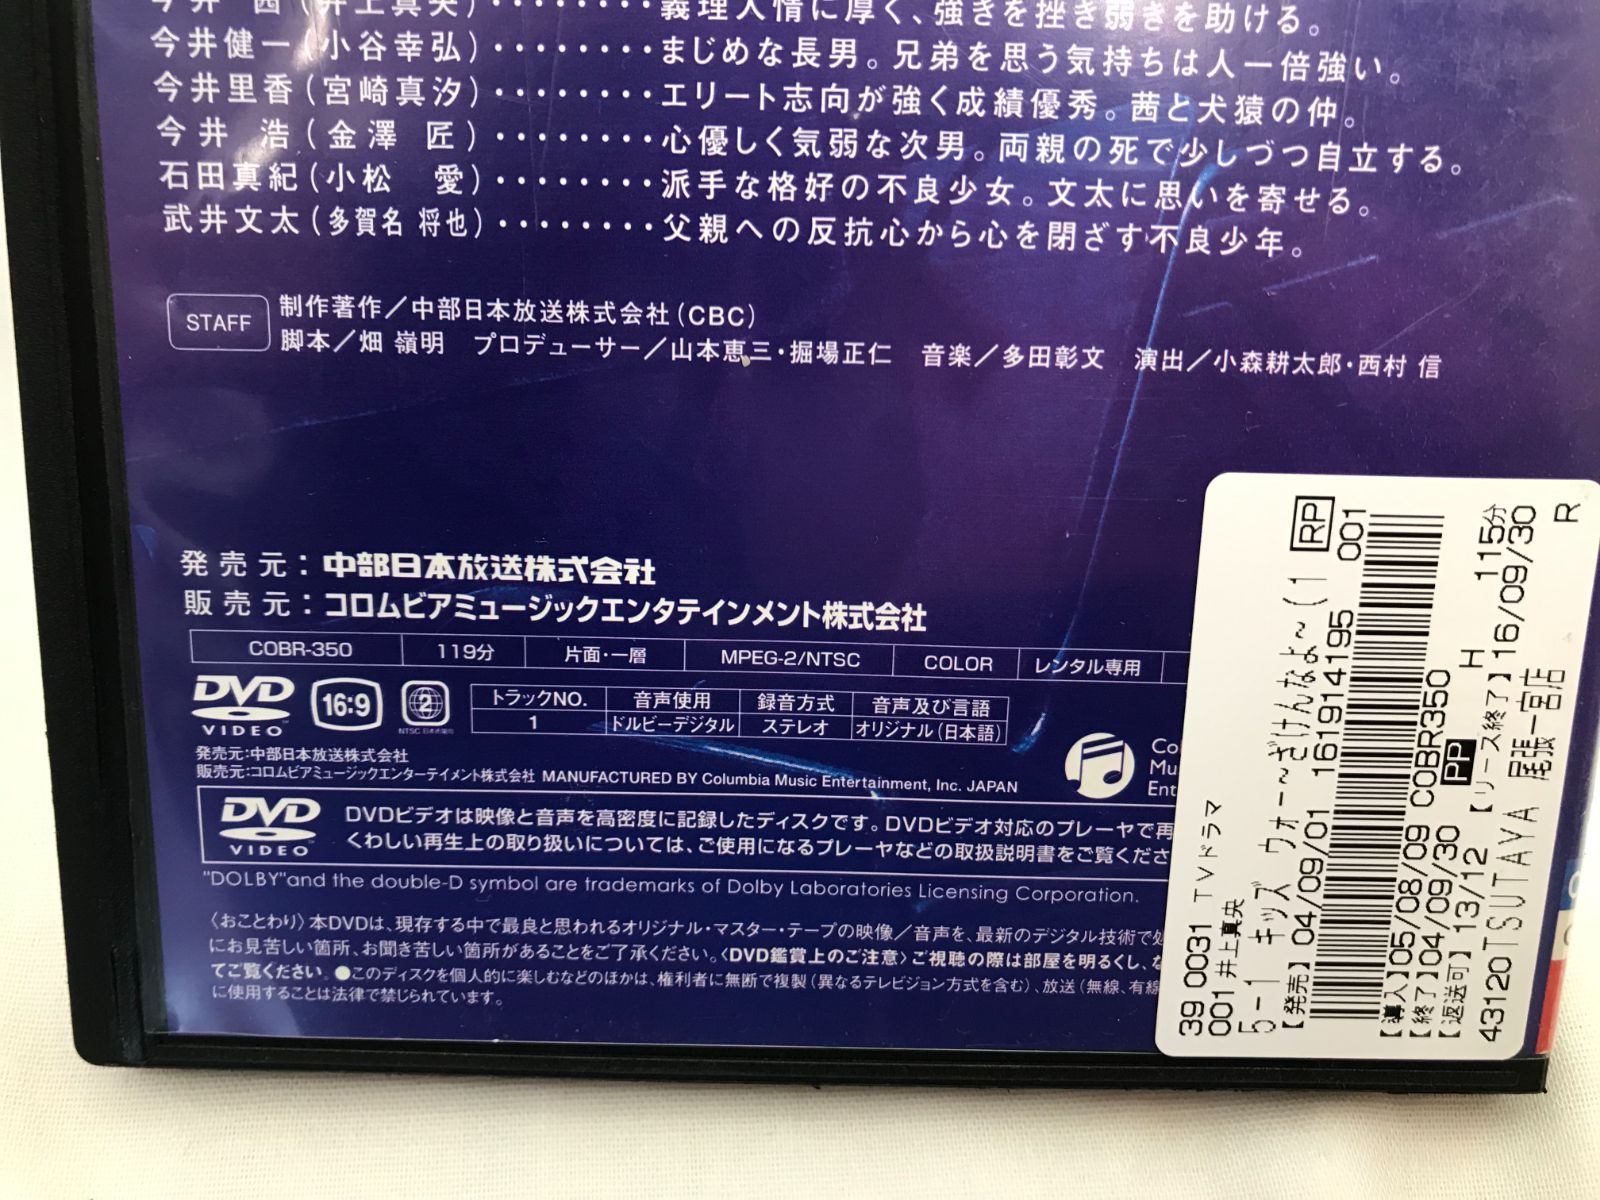 今井 茜(井上真央)········義理人情に厚く、強きを挫き弱きを助ける。
今井健一(小谷幸弘)········まじめな長男。兄弟を思う気持ちは人一倍強い。
今井里香(宮崎真汐)········エリート志向が強く成績優秀。茜と犬猿の仲。
今井 浩(金澤 匠)········心優しく気弱な次男。両親の死で少しづつ自立する。
石田真紀(小松 愛)········派手な格好の不良少女。文太に思いを寄せる。
武井文太(多賀名 将也)········父親への反抗心から心を閉ざす不良少年。
STAFF
制作著作/中部日本放送株式会社(CBC)
脚本/畑 嶺明 プロデューサー/山本恵三・掘場正仁 音楽/多田彰文 演出/小森耕太郎・西村 信
発売元:中部日本放送株式会社
販売元:コロムビアミュージックエンタテインメント株式会社
COBR-350 119分 片面・一層 MPEG-2/NTSC COLOR レンタル専用
DVD VIDEO 16:9 2 NTSC 日本市場向
トラックNO. 音声使用 録音方式 音声及び言語
1 ドルビーデジタル ステレオ オリジナル(日本語)
発売元:中部日本放送株式会社
販売元:コロムビアミュージックエンターテイメント株式会社 MANUFACTURED BY Columbia Music Entertainment, Inc. JAPAN
Co
Mu
Ent
DVD VIDEO
DVDビデオは映像と音声を高密度に記録したディスクです。DVDビデオ対応のプレーヤで再
くわしい再生上の取り扱いについては、ご使用になるプレーヤなどの取扱説明書をご覧くださ
"DOLBY"and the double-D symbol are trademarks of Dolby Laboratories Licensing Corporation.
〈おことわり〉本DVDは、現存する中で最良と思われるオリジナル・マスター・テープの映像/音声を、最新のデジタル技術で処
にお見苦しい箇所、お聞き苦しい箇所があることをご了承ください。〈DVD鑑賞上のご注意〉ご視聴の際は部屋を明るくし、な
てご覧ください。●このディスクを個人的に楽しむなどのほかは、権利者に無断で複製(異なるテレビジョン方式を含む)、放送(無線、有線
に使用することは法律で禁じられています。
39 0031 TVドラマ
001 井上真央 RP
5-1 キッズ ウォー~ざけんなよ~(1
【発売】04/09/01 1619141195 001
【導入】05/08/09 COBR350
【終了】04/09/30 PP H 115分
【返送可】13/12 【リース終了】16/09/30
43120 TSUTAYA 尾張一宮店 R